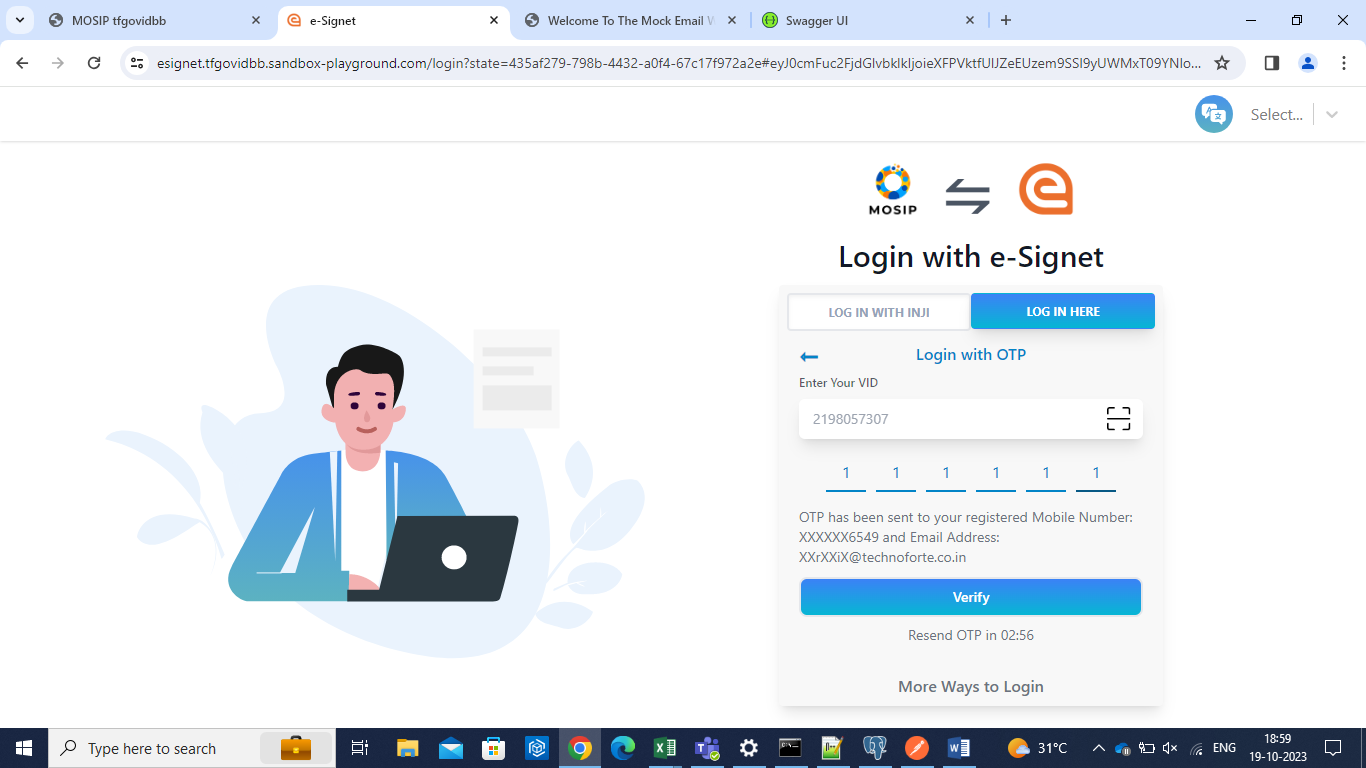 MOSIP tfgovidbb
e-Signet
Welcome To The Mock Email W
Swagger UI
esignet.tfgovidbb.sandbox-playground.com/login?state=435af279-798b-4432-a0f4-67c17f972a2e#eyJ0cmFuc2FjdGlvbklkIjoieXFPVktfUlJZeEUzem9SSl9yUWMxT09YNlo...
Select...
MOSIP
Login with e-Signet
LOG IN WITH INJI
LOG IN HERE
Login with OTP
Enter Your VID
2198057307
1 1 1 1 1 1
OTP has been sent to your registered Mobile Number:
XXXXXX6549 and Email Address:
XXrXXiX@technoforte.co.in
Verify
Resend OTP in 02:56
More Ways to Login
Type here to search
31°C
ENG
18:59
19-10-2023